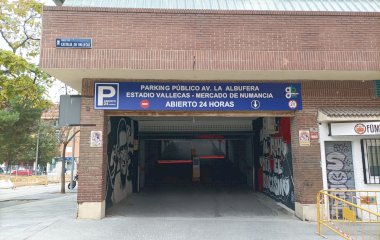 P
PARKING PÚBLICO AV. LA ALBUFERA
ESTADIO VALLECAS - MERCADO DE NUMANCIA
ABIERTO 24 HORAS